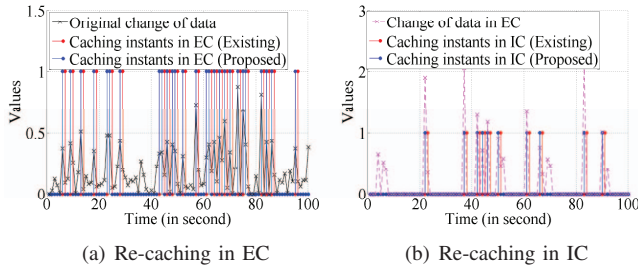 1.5
Original change of data
Caching instants in EC (Existing)
Caching instants in EC (Proposed)
1
0.5
0
Values
0 20 40 60 80 100
Time (in second)
(a) Re-caching in EC
3
Change of data in EC
Caching instants in IC (Existing)
Caching instants in IC (Proposed)
2
1
0
Values
0 20 40 60 80 100
Time (in second)
(b) Re-caching in IC